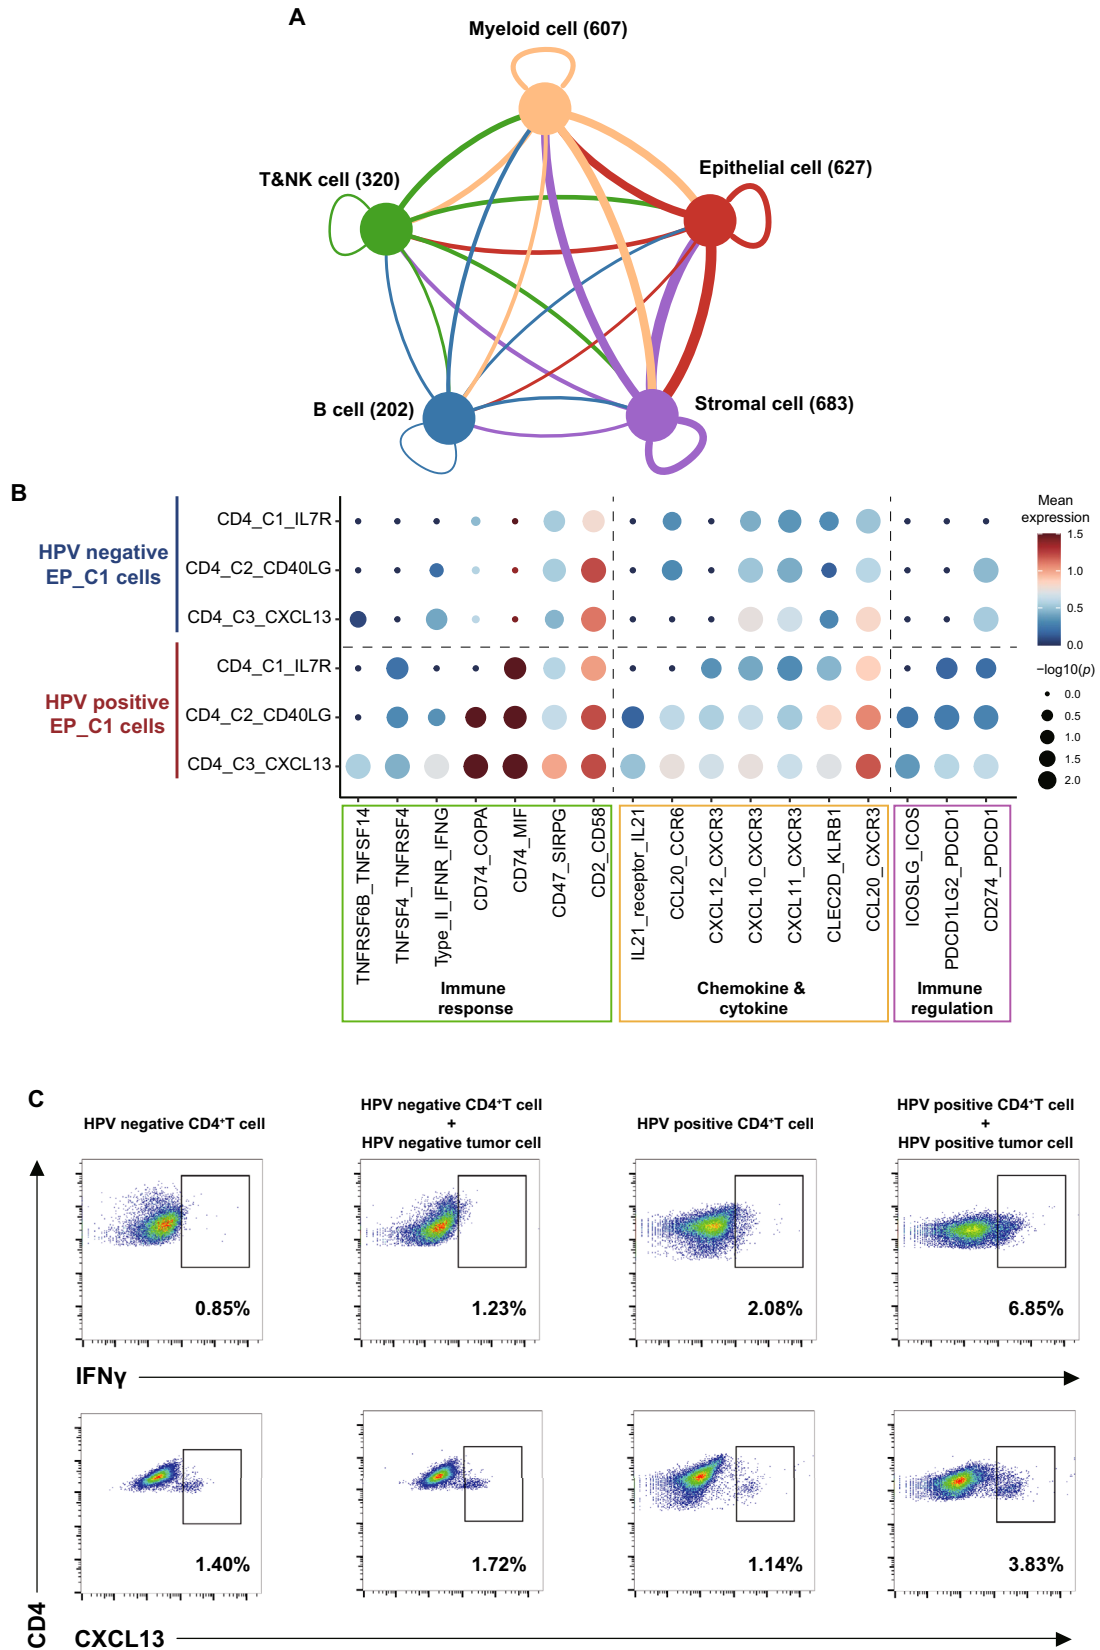 A
Myeloid cell (607)
Epithelial cell (627)
T&NK cell (320)
B cell (202)
Stromal cell (683)
B
HPV negative
EP_C1 cells
CD4_C1_IL7R
CD4_C2_CD40LG
CD4_C3_CXCL13
HPV positive
EP_C1 cells
CD4_C1_IL7R
CD4_C2_CD40LG
CD4_C3_CXCL13
Mean
expression
1.5
1.0
0.5
0.0
−log10(p)
0.0
0.5
1.0
1.5
2.0
TNFRSF6B_TNFSF14
TNFSF4_TNFRSF4
Type_II_IFNR_IFNG
CD74_COPA
CD74_MIF
CD47_SIRPG
CD2_CD58
IL21_receptor_IL21
CCL20_CCR6
CXCL12_CXCR3
CXCL10_CXCR3
CXCL11_CXCR3
CLEC2D_KLRB1
CCL20_CXCR3
ICOSLG_ICOS
PDCD1LG2_PDCD1
CD274_PDCD1
Immune
response
Chemokine &
cytokine
Immune
regulation
C
HPV negative CD4⁺T cell
HPV negative CD4⁺T cell
+
HPV negative tumor cell
HPV positive CD4⁺T cell
HPV positive CD4⁺T cell
+
HPV positive tumor cell
0.85%
1.23%
2.08%
6.85%
IFNγ
1.40%
1.72%
1.14%
3.83%
CD4
CXCL13